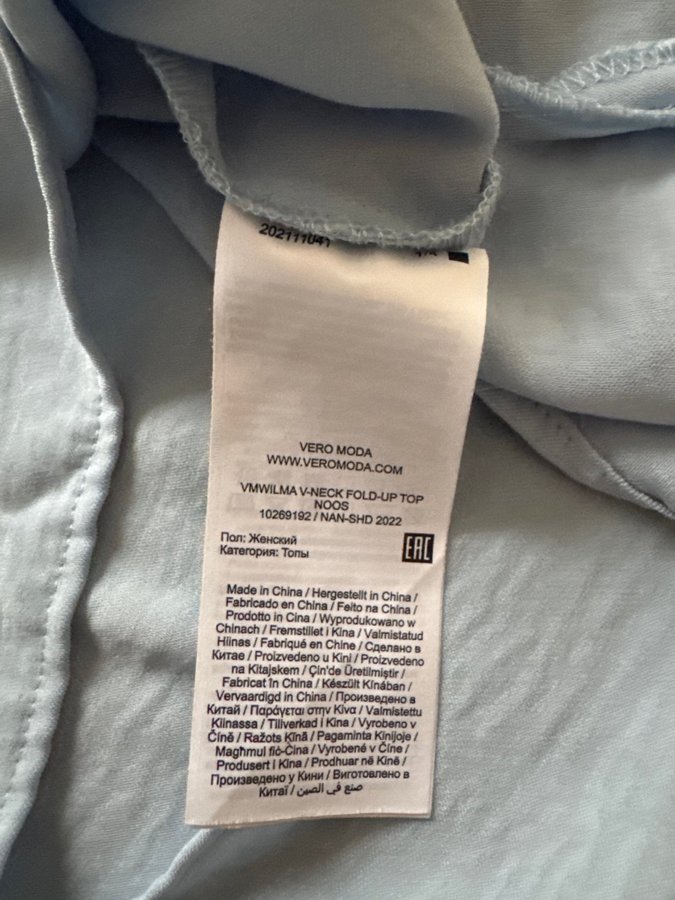 202111041
VERO MODA
WWW.VEROMODA.COM
VMWILMA V-NECK FOLD-UP TOP
NOOS
10269192 / NAN-SHD 2022
Пол: Женский
Категория: Топы
EAC
Made in China / Hergestellt in China /
Fabricado en China / Feito na China /
Prodotto in Cina / Wyprodukowano w
Chinach / Fremstillet i Kina / Valmistatud
Hiinas / Fabriqué en Chine / Сделано в
Китае / Proizvedeno u Kini / Proizvedeno
na Kitajskem / Çin'de Üretilmiştir /
Fabricat în China / Készült Kínában /
Vervaardigd in China / Произведено в
Китай / Παράγεται στην Κίνα / Valmistettu
Kiinassa / Tillverkad i Kina / Vyrobeno v
Číně / Ražots Ķīnā / Pagaminta Kinijoje /
Magħmul fiċ-Ċina / Vyrobené v Číne /
Produsert i Kina / Prodhuar në Kinë /
Произведено у Кини / Виготовлено в
Китаї / صنع في الصين